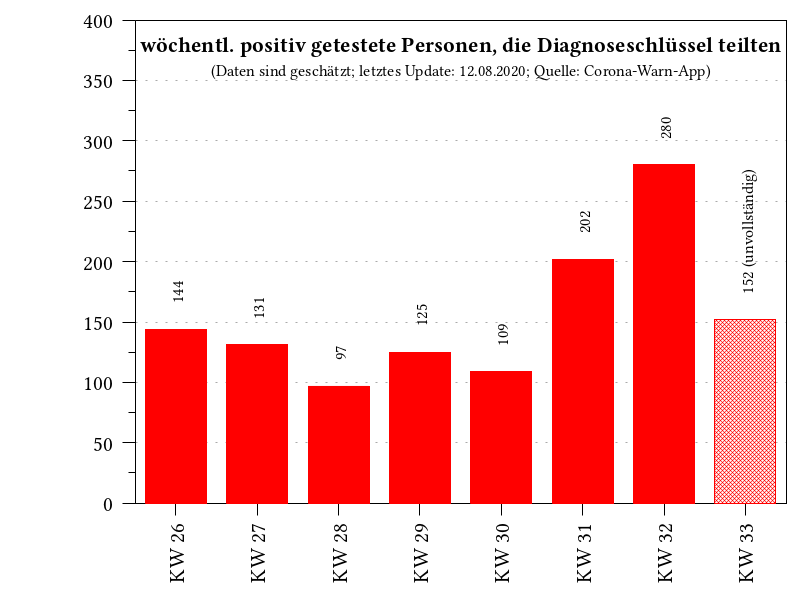 wöchentl. positiv getestete Personen, die Diagnoseschlüssel teilten
(Daten sind geschätzt; letztes Update: 12.08.2020; Quelle: Corona-Warn-App)
400
350
300
250
200
150
100
50
0
144
131
97
125
109
202
280
152 (unvollständig)
KW 26
KW 27
KW 28
KW 29
KW 30
KW 31
KW 32
KW 33